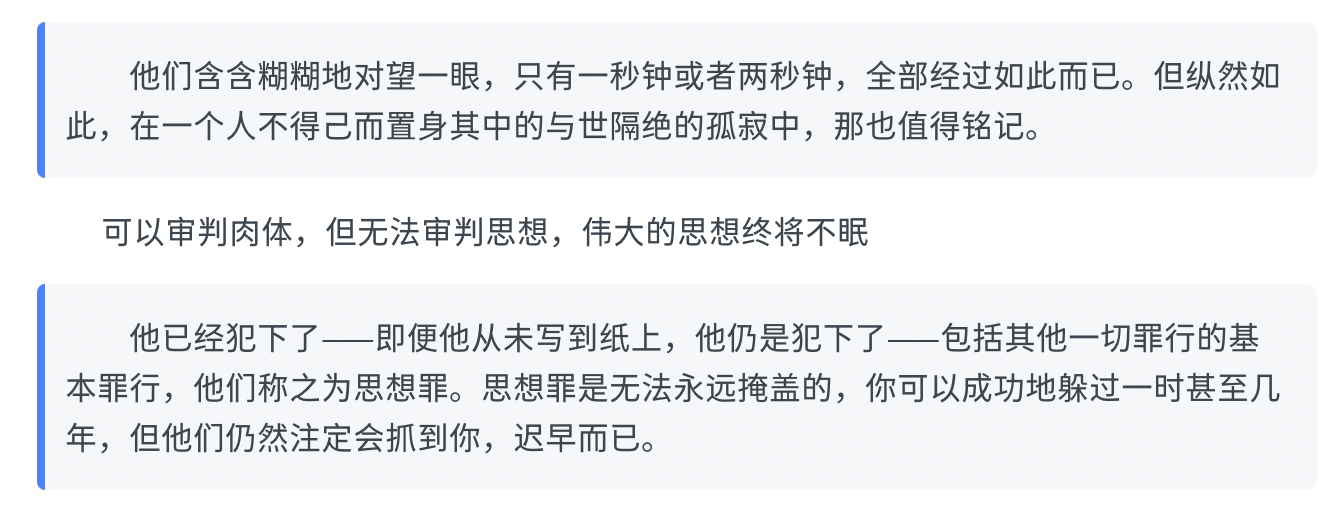 他们含含糊糊地对望一眼，只有一秒钟或者两秒钟，全部经过如此而已。但纵然如
此，在一个人不得已而置身其中的与世隔绝的孤寂中，那也值得铭记。
可以审判肉体，但无法审判思想，伟大的思想终将不眠
他已经犯下了——即便他从未写到纸上，他仍是犯下了——包括其他一切罪行的基
本罪行，他们称之为思想罪。思想罪是无法永远掩盖的，你可以成功地躲过一时甚至几
年，但他们仍然注定会抓到你，迟早而已。